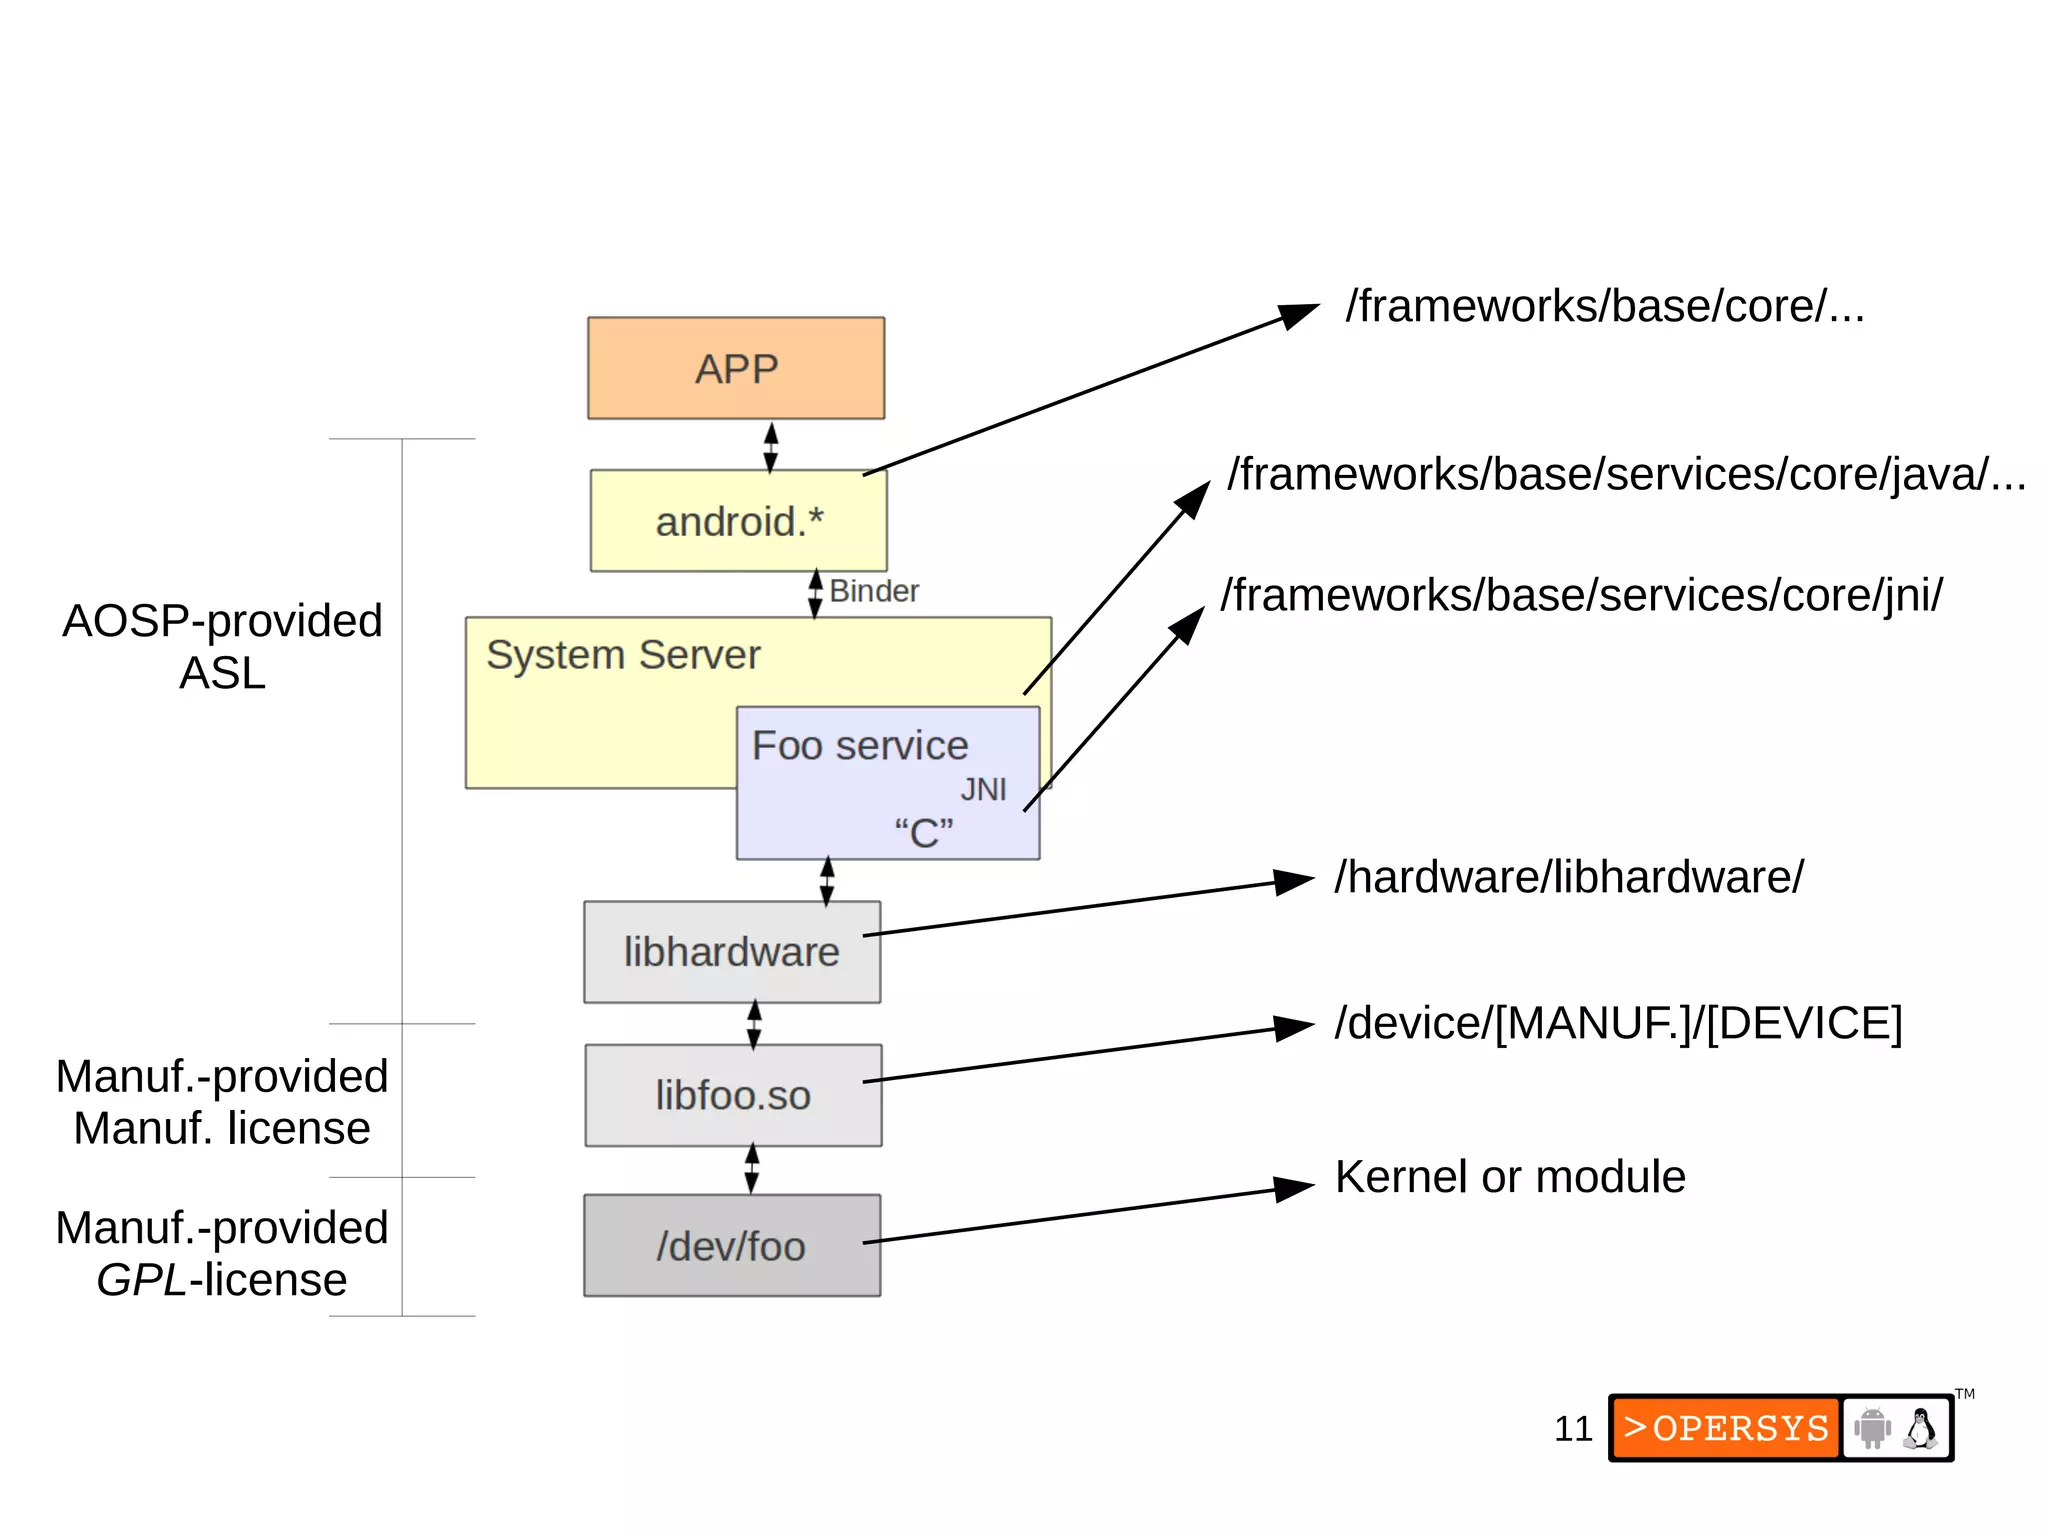 /frameworks/base/core/...
APP
/frameworks/base/services/core/java/...
android.*
Binder
/frameworks/base/services/core/jni/
AOSP-provided
ASL
System Server
Foo service
JNI
“C”
/hardware/libhardware/
libhardware
/device/[MANUF.]/[DEVICE]
Manuf.-provided
Manuf. license
libfoo.so
Kernel or module
Manuf.-provided
GPL-license
/dev/foo
11
>OPERSYS
TM